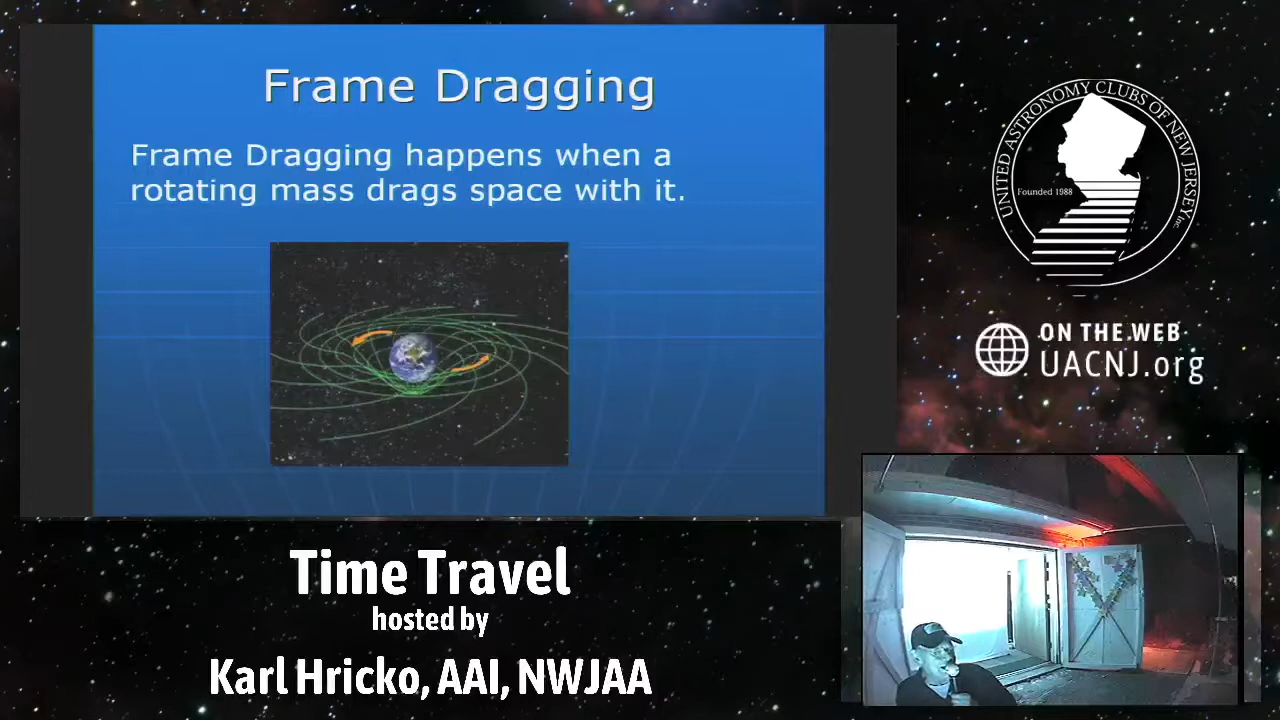 Frame Dragging
Frame Dragging happens when a
rotating mass drags space with it.
UNITED ASTRONOMY CLUBS OF NEW JERSEY Inc.
Founded 1988
ON THE WEB
UACNJ.org
Time Travel
hosted by
Karl Hricko, AAI, NWJAA